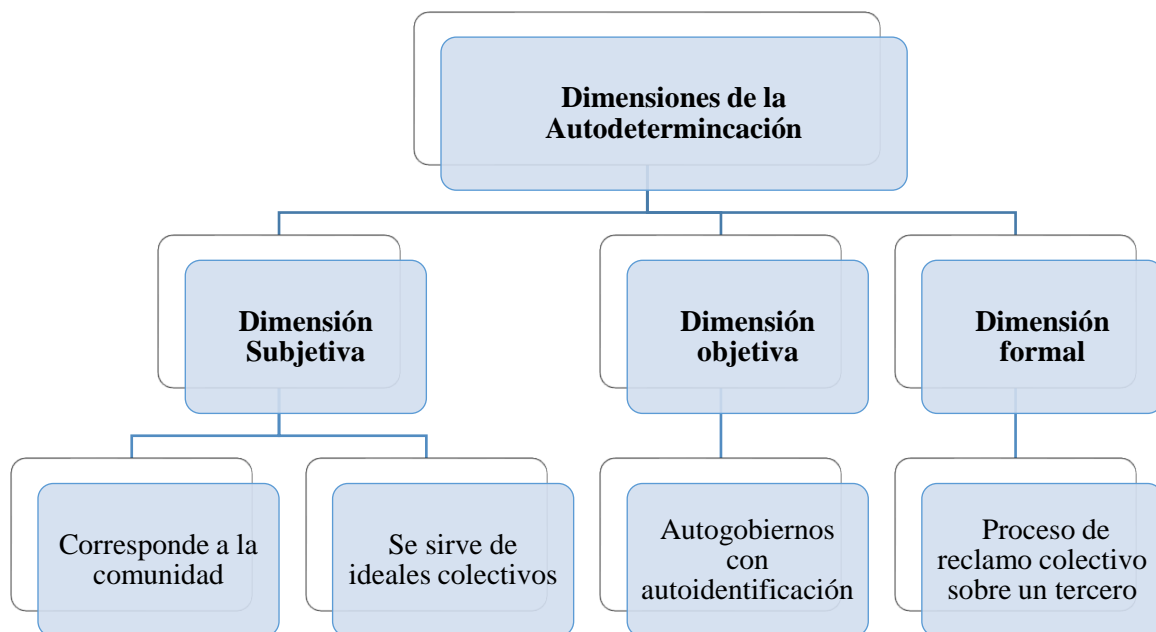 Dimensiones de la
Autodetermincación
Dimensión
Subjetiva
Dimensión
objetiva
Dimensión
formal
Corresponde a la
comunidad
Se sirve de
ideales colectivos
Autogobiernos
con
autoidentificación
Proceso de
reclamo colectivo
sobre un tercero